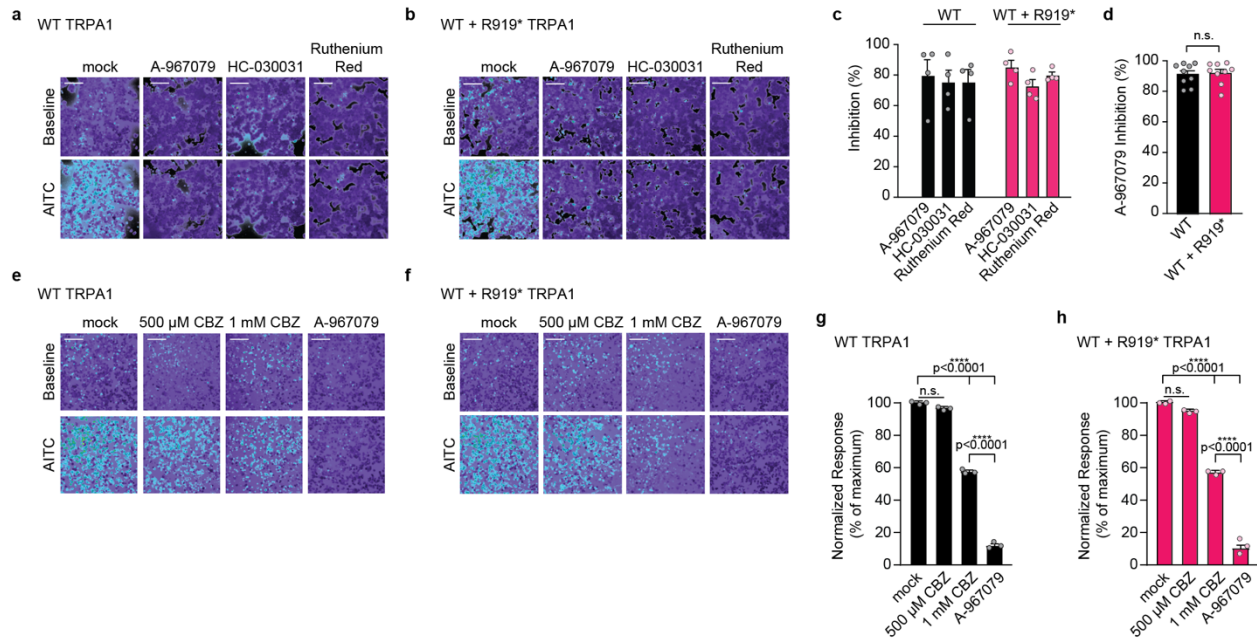 a
WT TRPA1
mock
A-967079
HC-030031
Ruthenium
Red
Baseline
AITC
b
WT + R919* TRPA1
mock
A-967079
HC-030031
Ruthenium
Red
Baseline
AITC
c
WT
WT + R919*
Inhibition (%)
100
80
60
40
20
0
A-967079
HC-030031
Ruthenium Red
A-967079
HC-030031
Ruthenium Red
d
n.s.
A-967079 Inhibition (%)
100
80
60
40
20
0
WT
WT + R919*
e
WT TRPA1
mock
500 µM CBZ
1 mM CBZ
A-967079
Baseline
AITC
f
WT + R919* TRPA1
mock
500 µM CBZ
1 mM CBZ
A-967079
Baseline
AITC
g
WT TRPA1
****
p<0.0001
n.s.
****
p<0.0001
Normalized Response
(% of maximum)
100
80
60
40
20
0
mock
500 µM CBZ
1 mM CBZ
A-967079
h
WT + R919* TRPA1
****
p<0.0001
n.s.
****
p<0.0001
Normalized Response
(% of maximum)
100
80
60
40
20
0
mock
500 µM CBZ
1 mM CBZ
A-967079